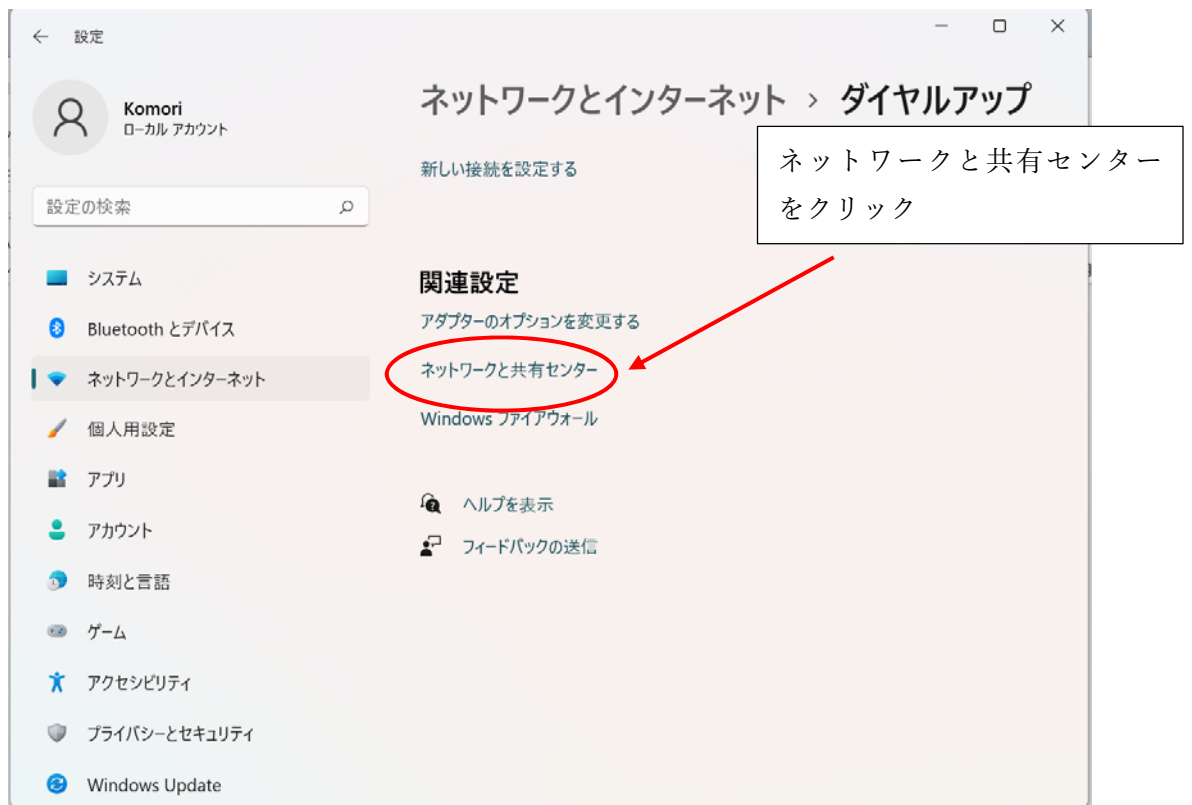 設定
Komori
ローカル アカウント
設定の検索
システム
Bluetooth とデバイス
ネットワークとインターネット
個人用設定
アプリ
アカウント
時刻と言語
ゲーム
アクセシビリティ
プライバシーとセキュリティ
Windows Update
ネットワークとインターネット › ダイヤルアップ
新しい接続を設定する
ネットワークと共有センター
をクリック
関連設定
アダプターのオプションを変更する
ネットワークと共有センター
Windows ファイアウォール
ヘルプを表示
フィードバックの送信